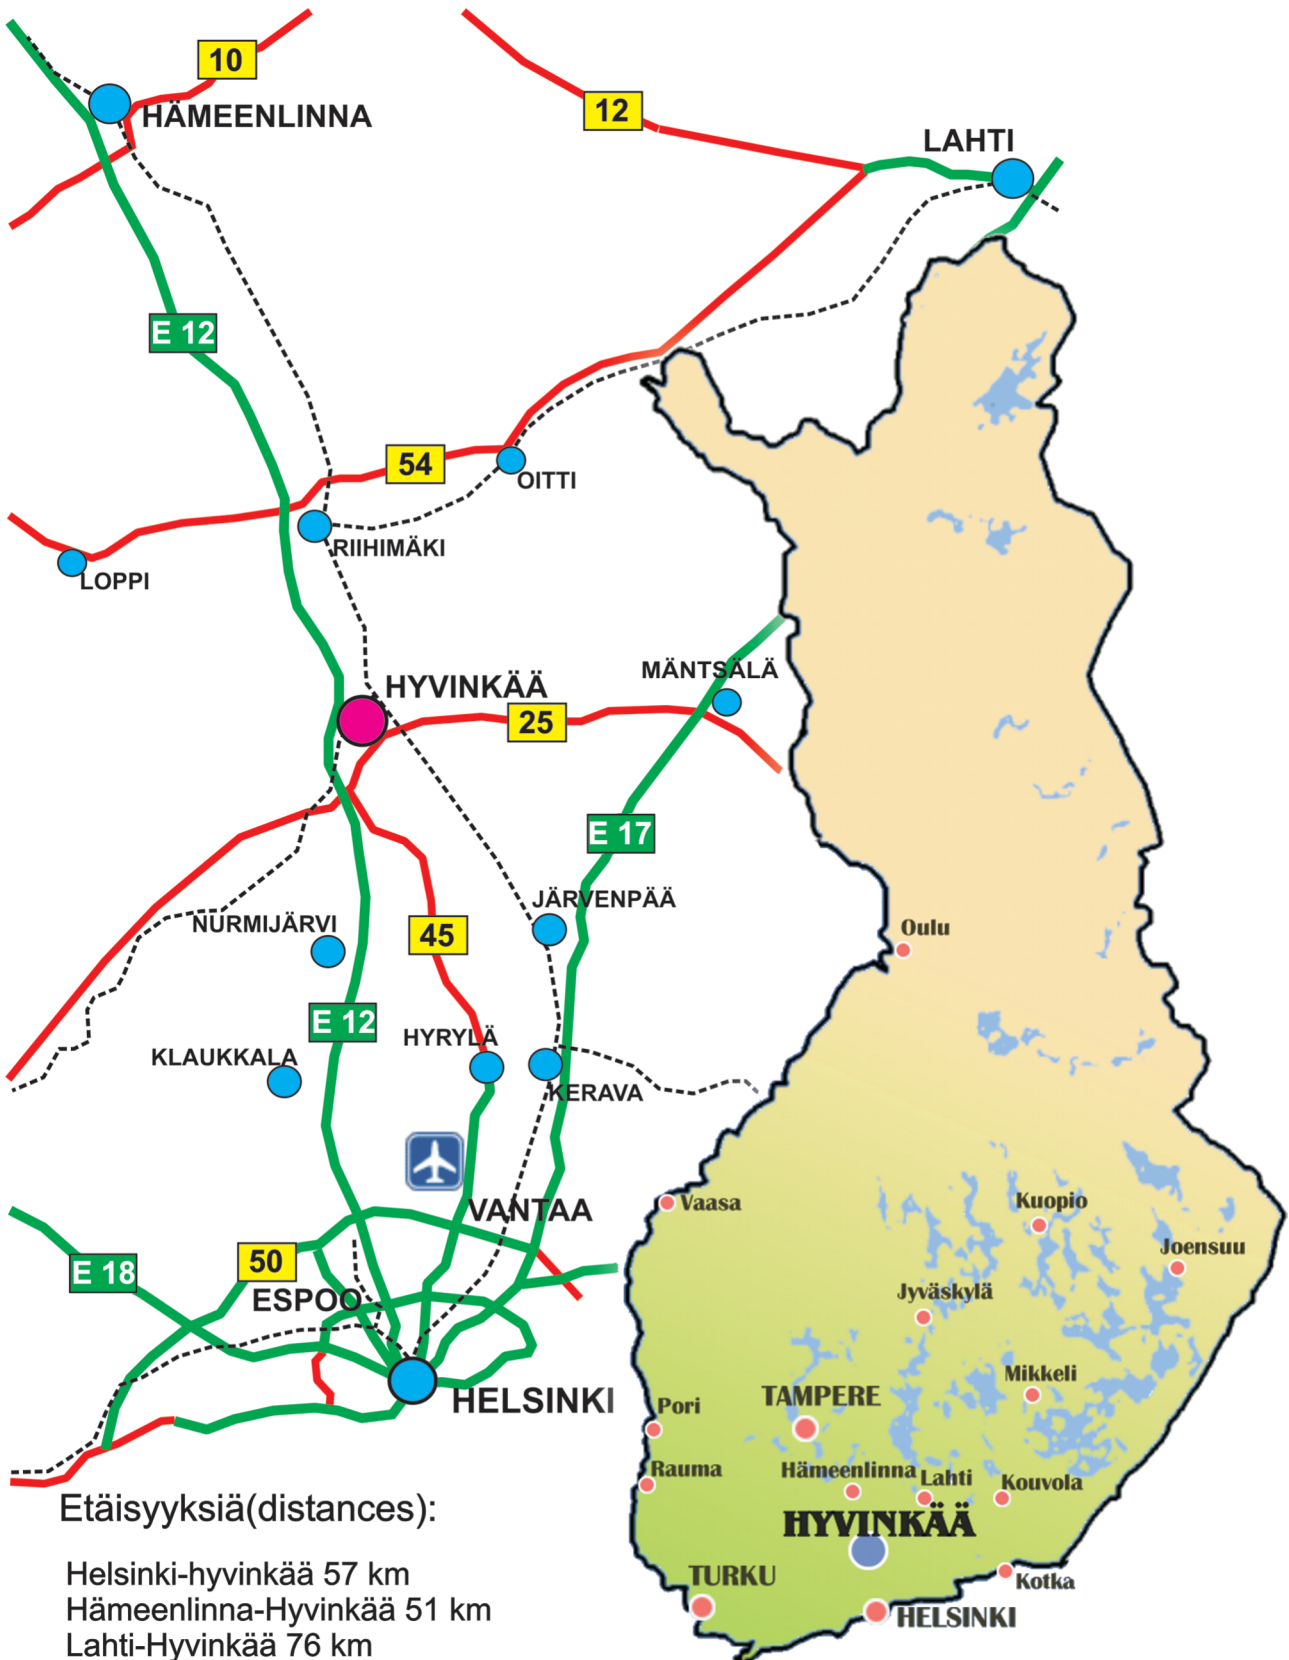 10
HÄMEENLINNA
12
LAHTI
E 12
54
OITTI
RIIHIMÄKI
LOPPI
MÄNTSÄLÄ
HYVINKÄÄ
25
E 17
JÄRVENPÄÄ
NURMIJÄRVI
45
E 12
HYRYLÄ
KLAUKKALA
KERAVA
VANTAA
50
E 18
ESPOO
HELSINKI
Oulu
Vaasa
Kuopio
Joensuu
Jyväskylä
Mikkeli
TAMPERE
Pori
Rauma
Hämeenlinna
Lahti
Kouvola
HYVINKÄÄ
TURKU
Kotka
HELSINKI
Etäisyyksiä(distances):
Helsinki-hyvinkää 57 km
Hämeenlinna-Hyvinkää 51 km
Lahti-Hyvinkää 76 km